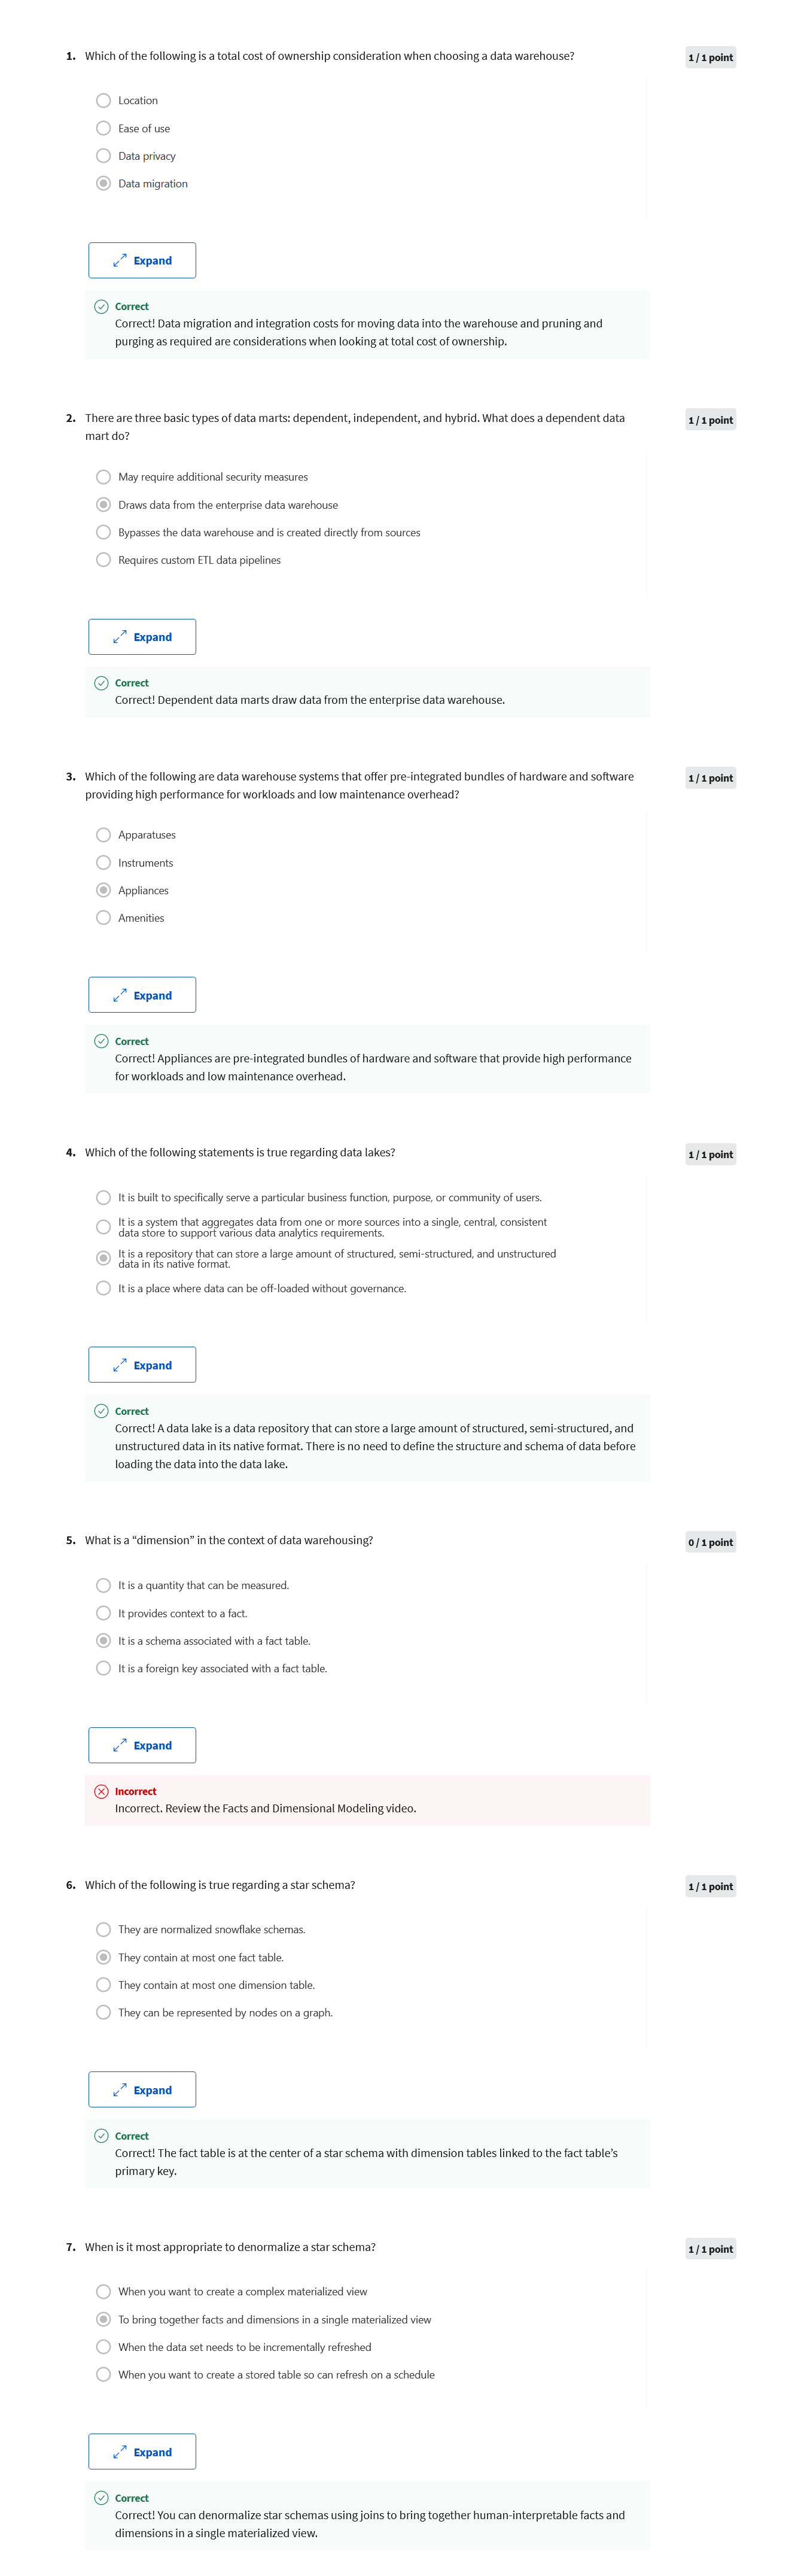 1. Which of the following is a total cost of ownership consideration when choosing a data warehouse?
1 / 1 point
Location
Ease of use
Data privacy
Data migration
Expand
Correct
Correct! Data migration and integration costs for moving data into the warehouse and pruning and
purging as required are considerations when looking at total cost of ownership.
2. There are three basic types of data marts: dependent, independent, and hybrid. What does a dependent data
mart do?
1 / 1 point
May require additional security measures
Draws data from the enterprise data warehouse
Bypasses the data warehouse and is created directly from sources
Requires custom ETL data pipelines
Expand
Correct
Correct! Dependent data marts draw data from the enterprise data warehouse.
3. Which of the following are data warehouse systems that offer pre-integrated bundles of hardware and software
providing high performance for workloads and low maintenance overhead?
1 / 1 point
Apparatuses
Instruments
Appliances
Amenities
Expand
Correct
Correct! Appliances are pre-integrated bundles of hardware and software that provide high performance
for workloads and low maintenance overhead.
4. Which of the following statements is true regarding data lakes?
1 / 1 point
It is built to specifically serve a particular business function, purpose, or community of users.
It is a system that aggregates data from one or more sources into a single, central, consistent
data store to support various data analytics requirements.
It is a repository that can store a large amount of structured, semi-structured, and unstructured
data in its native format.
It is a place where data can be off-loaded without governance.
Expand
Correct
Correct! A data lake is a data repository that can store a large amount of structured, semi-structured, and
unstructured data in its native format. There is no need to define the structure and schema of data before
loading the data into the data lake.
5. What is a “dimension” in the context of data warehousing?
0 / 1 point
It is a quantity that can be measured.
It provides context to a fact.
It is a schema associated with a fact table.
It is a foreign key associated with a fact table.
Expand
Incorrect
Incorrect. Review the Facts and Dimensional Modeling video.
6. Which of the following is true regarding a star schema?
1 / 1 point
They are normalized snowflake schemas.
They contain at most one fact table.
They contain at most one dimension table.
They can be represented by nodes on a graph.
Expand
Correct
Correct! The fact table is at the center of a star schema with dimension tables linked to the fact table’s
primary key.
7. When is it most appropriate to denormalize a star schema?
1 / 1 point
When you want to create a complex materialized view
To bring together facts and dimensions in a single materialized view
When the data set needs to be incrementally refreshed
When you want to create a stored table so can refresh on a schedule
Expand
Correct
Correct! You can denormalize star schemas using joins to bring together human-interpretable facts and
dimensions in a single materialized view.